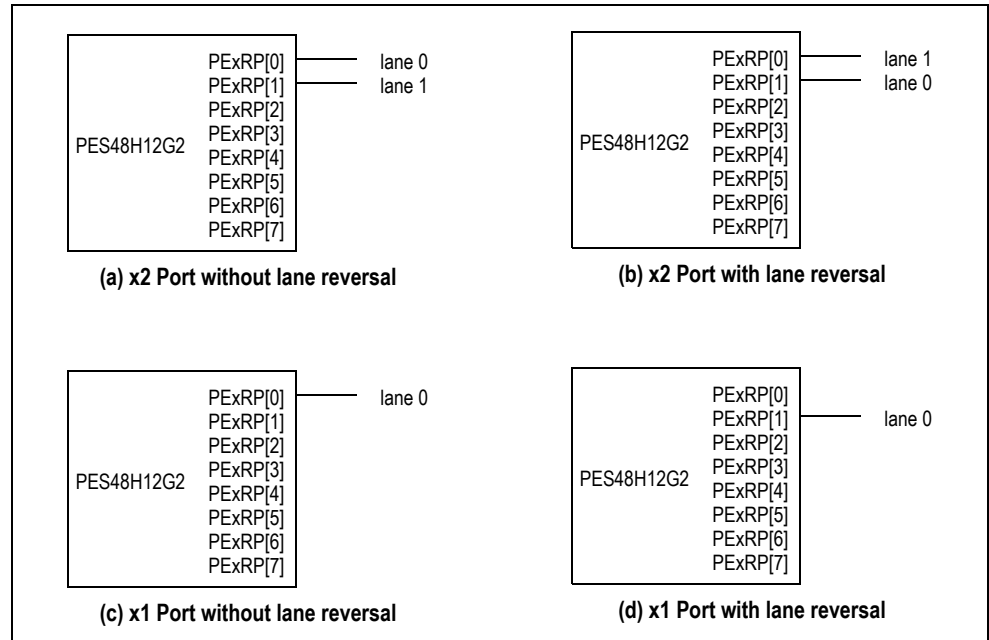 PES48H12G2
PExRP[0]
PExRP[1]
PExRP[2]
PExRP[3]
PExRP[4]
PExRP[5]
PExRP[6]
PExRP[7]
lane 0
lane 1
(a) x2 Port without lane reversal
PES48H12G2
PExRP[0]
PExRP[1]
PExRP[2]
PExRP[3]
PExRP[4]
PExRP[5]
PExRP[6]
PExRP[7]
lane 1
lane 0
(b) x2 Port with lane reversal
PES48H12G2
PExRP[0]
PExRP[1]
PExRP[2]
PExRP[3]
PExRP[4]
PExRP[5]
PExRP[6]
PExRP[7]
lane 0
(c) x1 Port without lane reversal
PES48H12G2
PExRP[0]
PExRP[1]
PExRP[2]
PExRP[3]
PExRP[4]
PExRP[5]
PExRP[6]
PExRP[7]
lane 0
(d) x1 Port with lane reversal